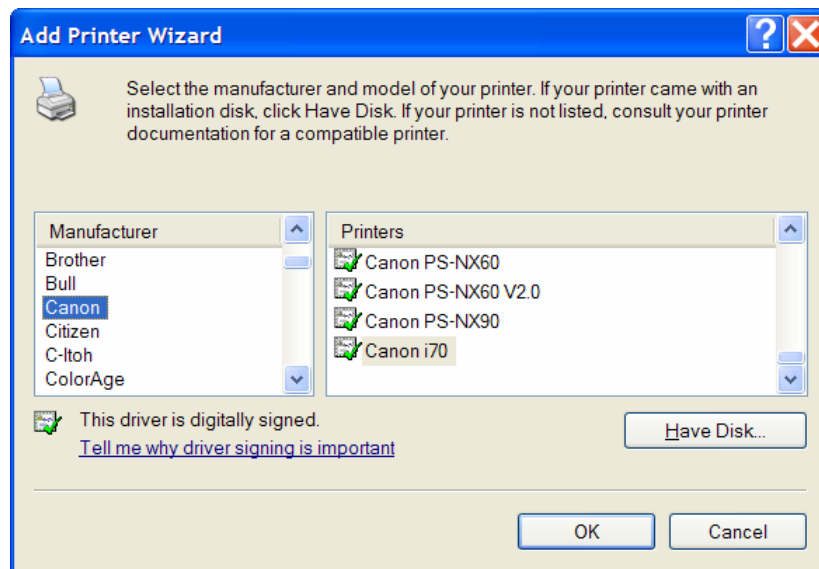 Add Printer Wizard
Select the manufacturer and model of your printer. If your printer came with an
installation disk, click Have Disk. If your printer is not listed, consult your printer
documentation for a compatible printer.
Manufacturer
Brother
Bull
Canon
Citizen
C-Itoh
ColorAge
Printers
Canon PS-NX60
Canon PS-NX60 V2.0
Canon PS-NX90
Canon i70
This driver is digitally signed.
Tell me why driver signing is important
Have Disk...
OK
Cancel